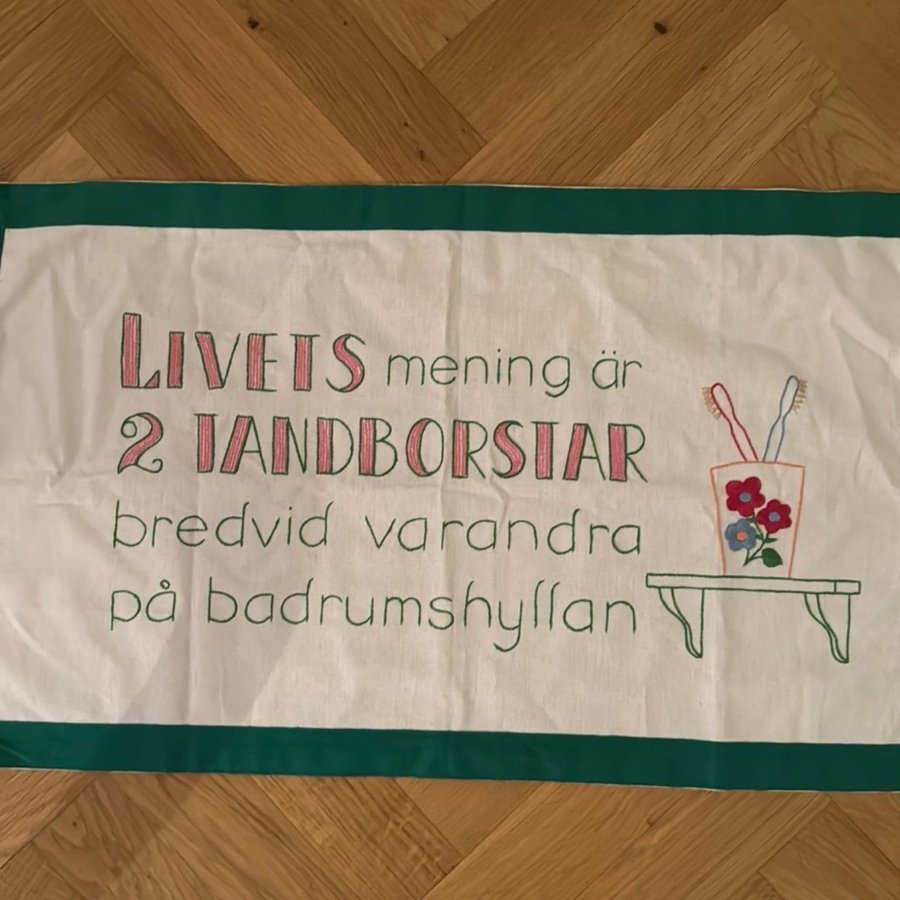 LIVETS mening är
2 TANDBORSTAR
bredvid varandra
på badrumshyllan